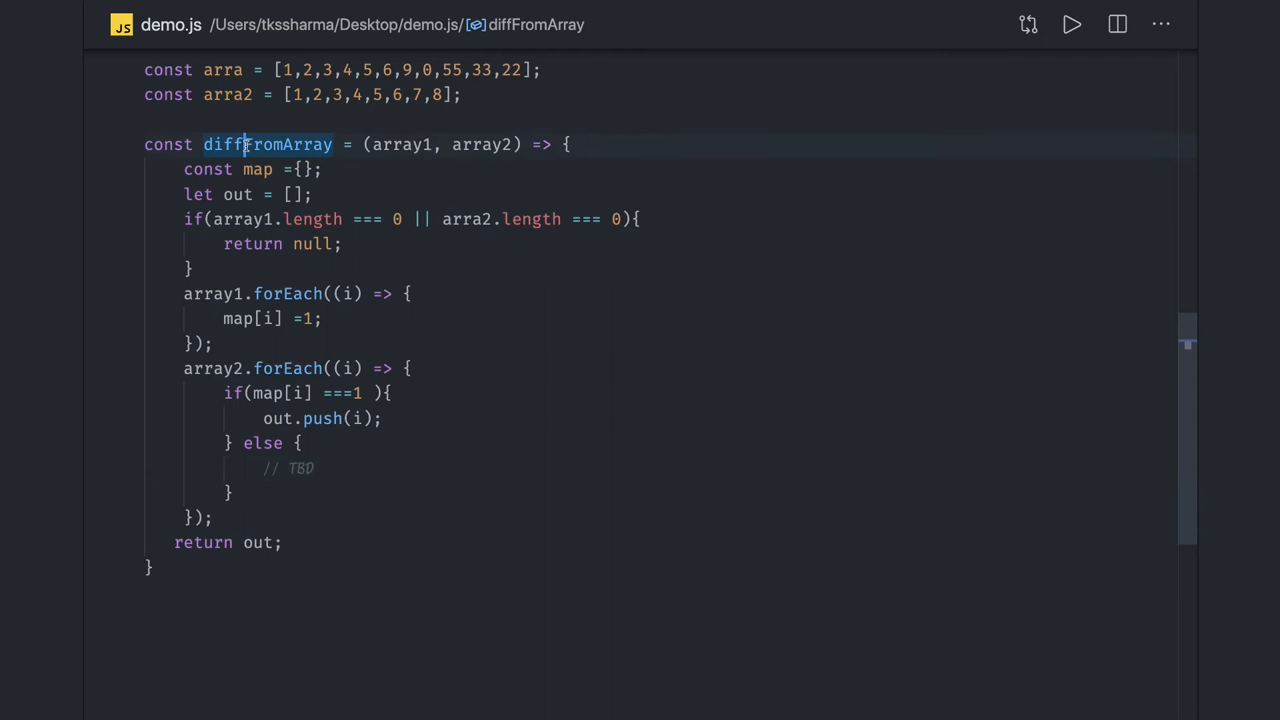 JS demo.js /Users/tkssharma/Desktop/demo.js/ diffFromArray ...
const arra = [1,2,3,4,5,6,9,0,55,33,22];
const arra2 = [1,2,3,4,5,6,7,8];
const diffFromArray = (array1, array2) => {
const map ={};
let out = [];
if(array1.length === 0 || arra2.length === 0){
return null;
}
array1.forEach((i) => {
map[i] =1;
});
array2.forEach((i) => {
if(map[i] ===1 ){
out.push(i);
} else {
// TBD
}
});
return out;
}